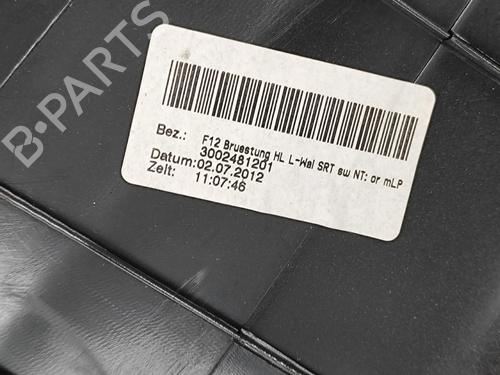 B-PARTS
Bez.: F12 Bruestung HL L-Wal SRT sw NT: or mLP
3002481201
Datum: 02.07.2012
Zeit: 11:07:46